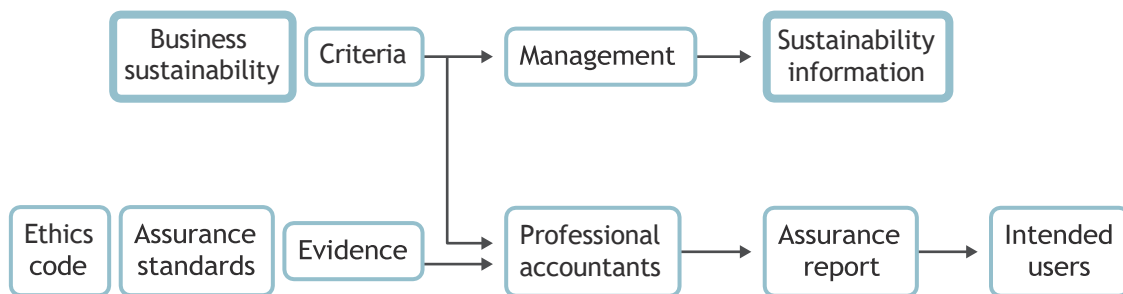 Business
sustainability
Criteria
Management
Sustainability
information
Ethics
code
Assurance
standards
Evidence
Professional
accountants
Assurance
report
Intended
users